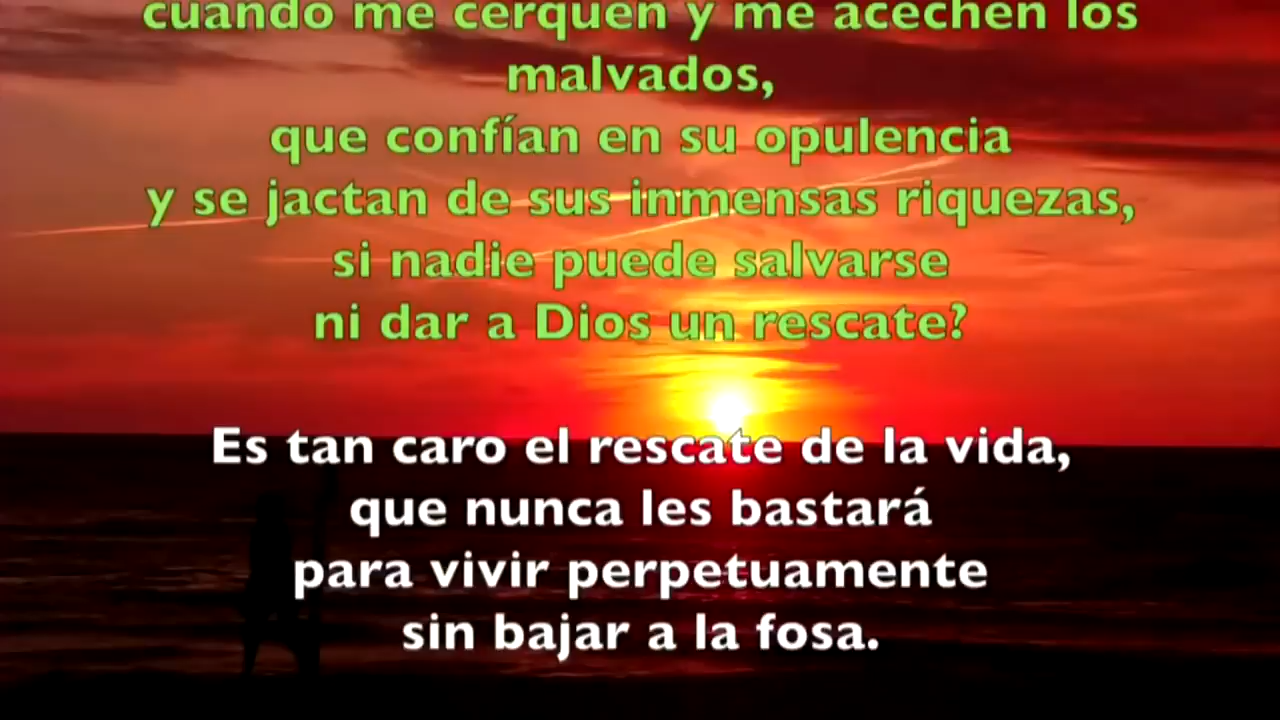 cuando me cerquen y me acechen los
malvados,
que confían en su opulencia
y se jactan de sus inmensas riquezas,
si nadie puede salvarse
ni dar a Dios un rescate?
Es tan caro el rescate de la vida,
que nunca les bastará
para vivir perpetuamente
sin bajar a la fosa.